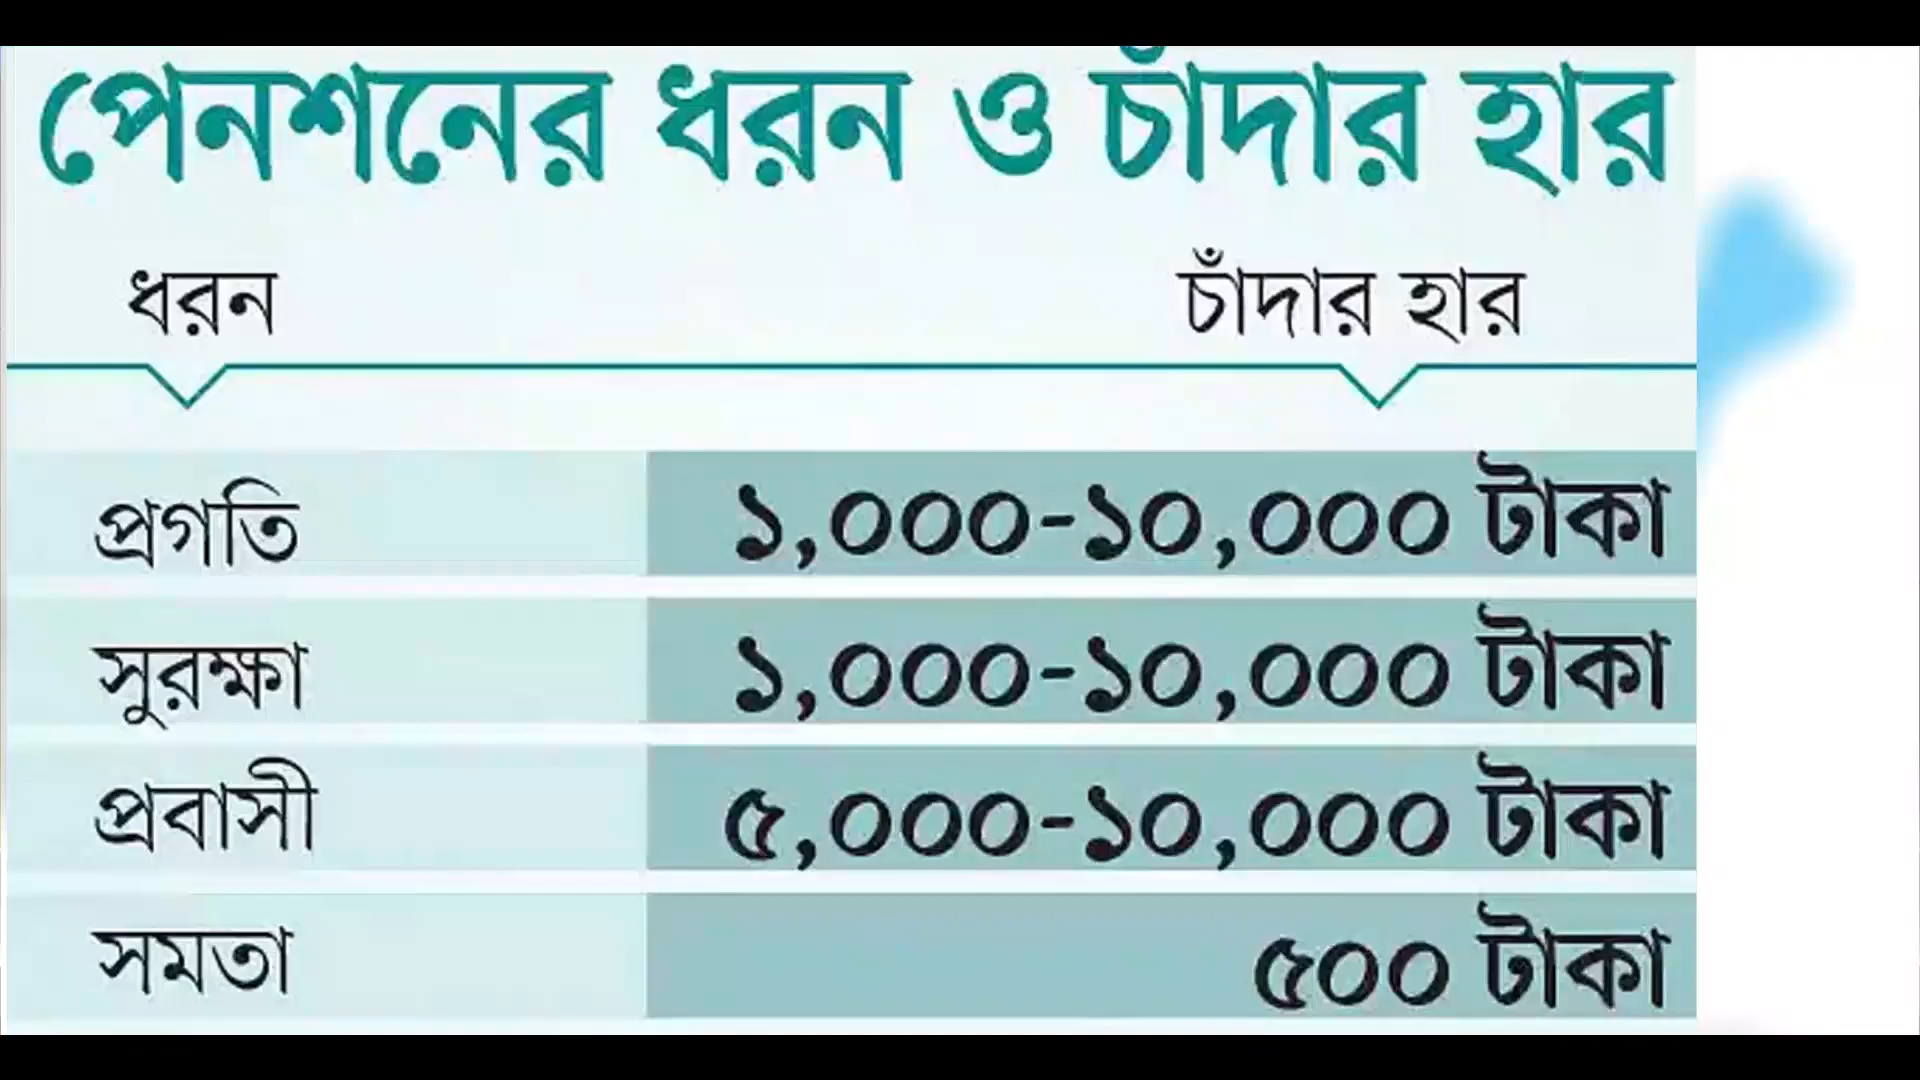 পেনশনের ধরন ও চাঁদার হার
ধরন চাঁদার হার
প্রগতি ১,০০০-১০,০০০ টাকা
সুরক্ষা ১,০০০-১০,০০০ টাকা
প্রবাসী ৫,০০০-১০,০০০ টাকা
সমতা ৫০০ টাকা